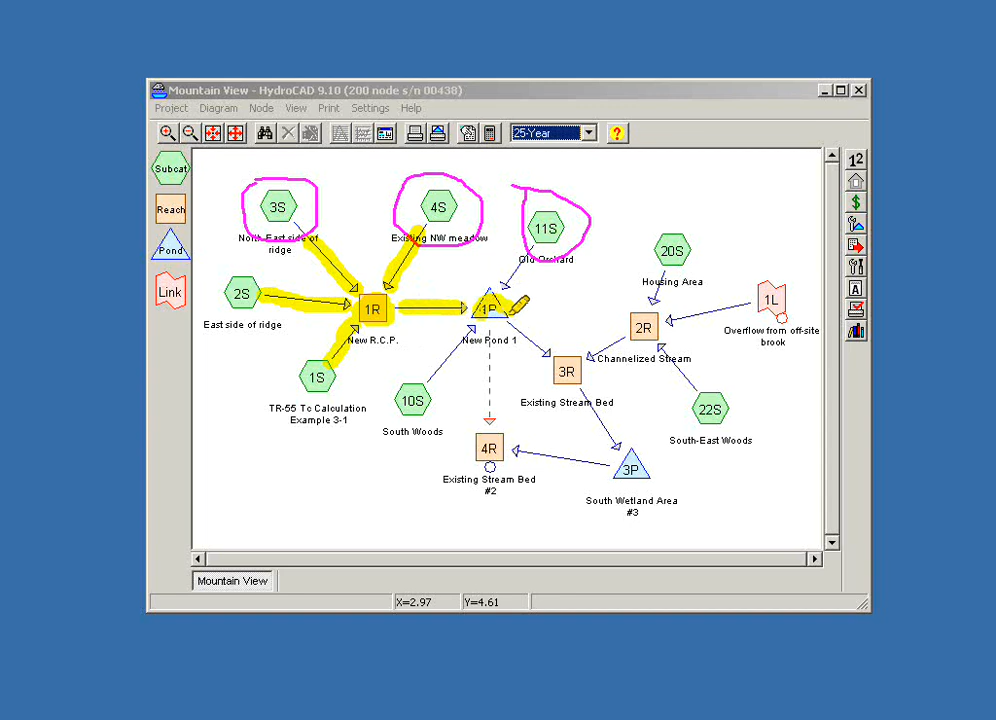 Mountain View - HydroCAD 9.10 (200 node s/n 00438)
Project Diagram Node View Print Settings Help
25-Year
?
Subcat
Reach
Pond
Link
12
$
A
3S
North-East side of
ridge
4S
Existing NW meadow
11S
Old Orchard
20S
Housing Area
2S
East side of ridge
1R
New R.C.P.
1P
New Pond 1
1L
Overflow from off-site
brook
2R
Channelized Stream
1S
TR-55 Tc Calculation
Example 3-1
10S
South Woods
3R
Existing Stream Bed
22S
South-East Woods
4R
Existing Stream Bed
#2
3P
South Wetland Area
#3
Mountain View
X=2.97 Y=4.61